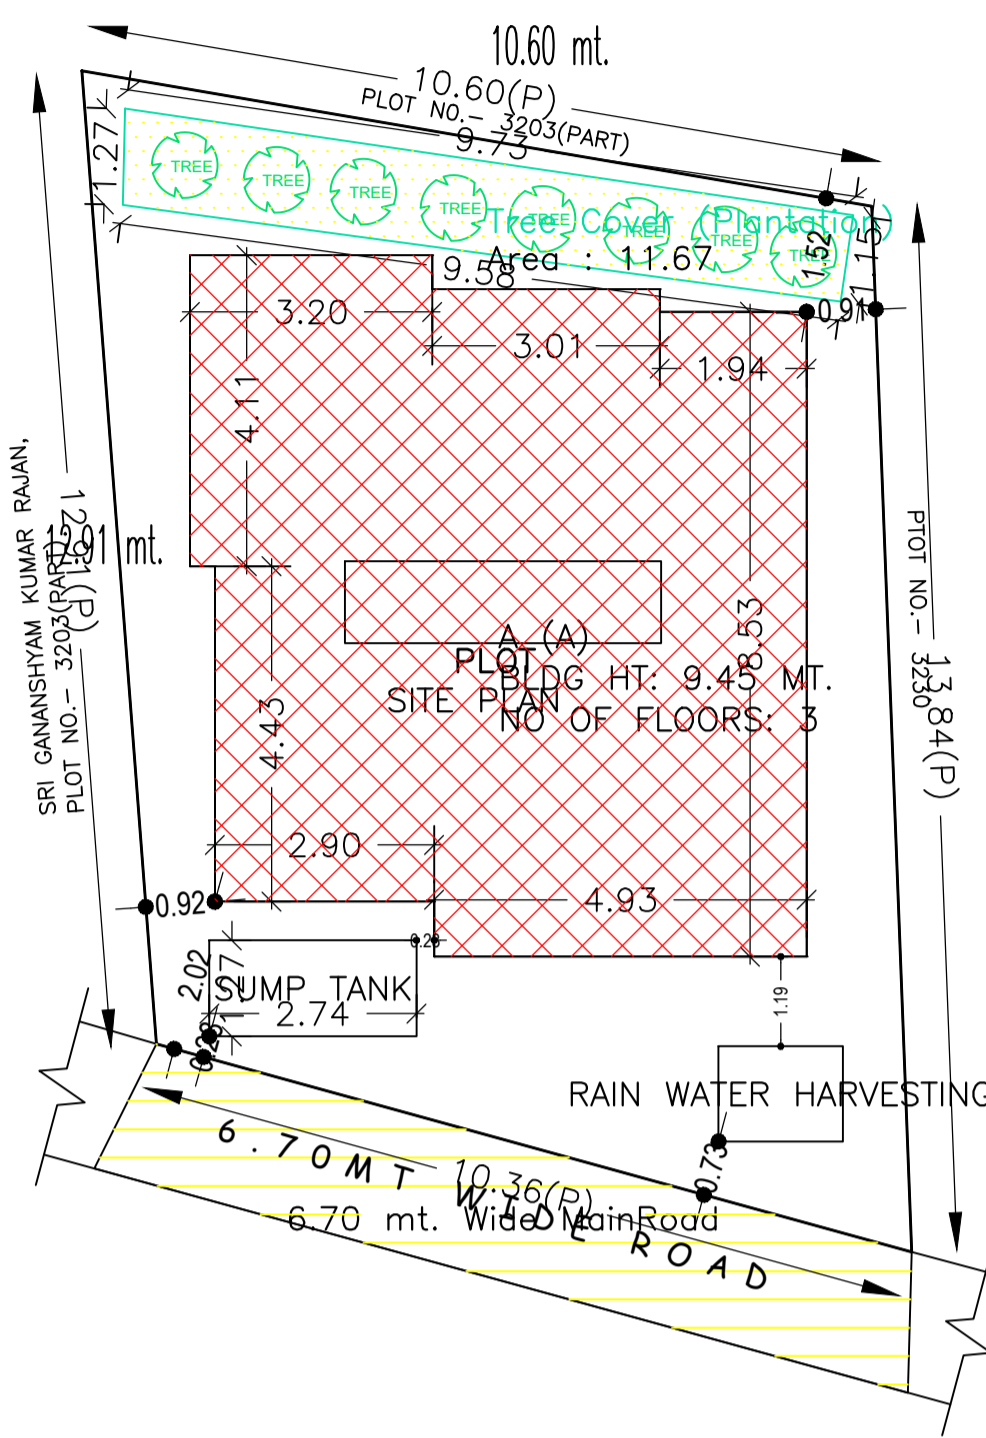 10.60 mt.
10.60(P)
PLOT NO.- 3203(PART)
9.73
1.27
TREE
TREE
TREE
TREE
TREE
TREE
TREE
TREE
Tree Cover (Plantation)
Area : 11.67
1.52
1.51
9.58
0.91
3.20
3.01
1.94
4.11
SRI GANANSHYAM KUMAR RAJAN,
PLOT NO.- 3203(PART)
12.91(P)
12.91 mt.
PTOT NO.- 3230
13.84(P)
A (A)
PLOT
BLDG HT: 9.45 MT.
SITE PLAN
NO OF FLOORS: 3
8.53
4.43
2.90
4.93
0.92
2.02
1.27
SUMP TANK
2.74
1.19
RAIN WATER HARVESTING
0.73
6.70MT WIDE ROAD
10.36(P)
6.70 mt. Wide MainRoad